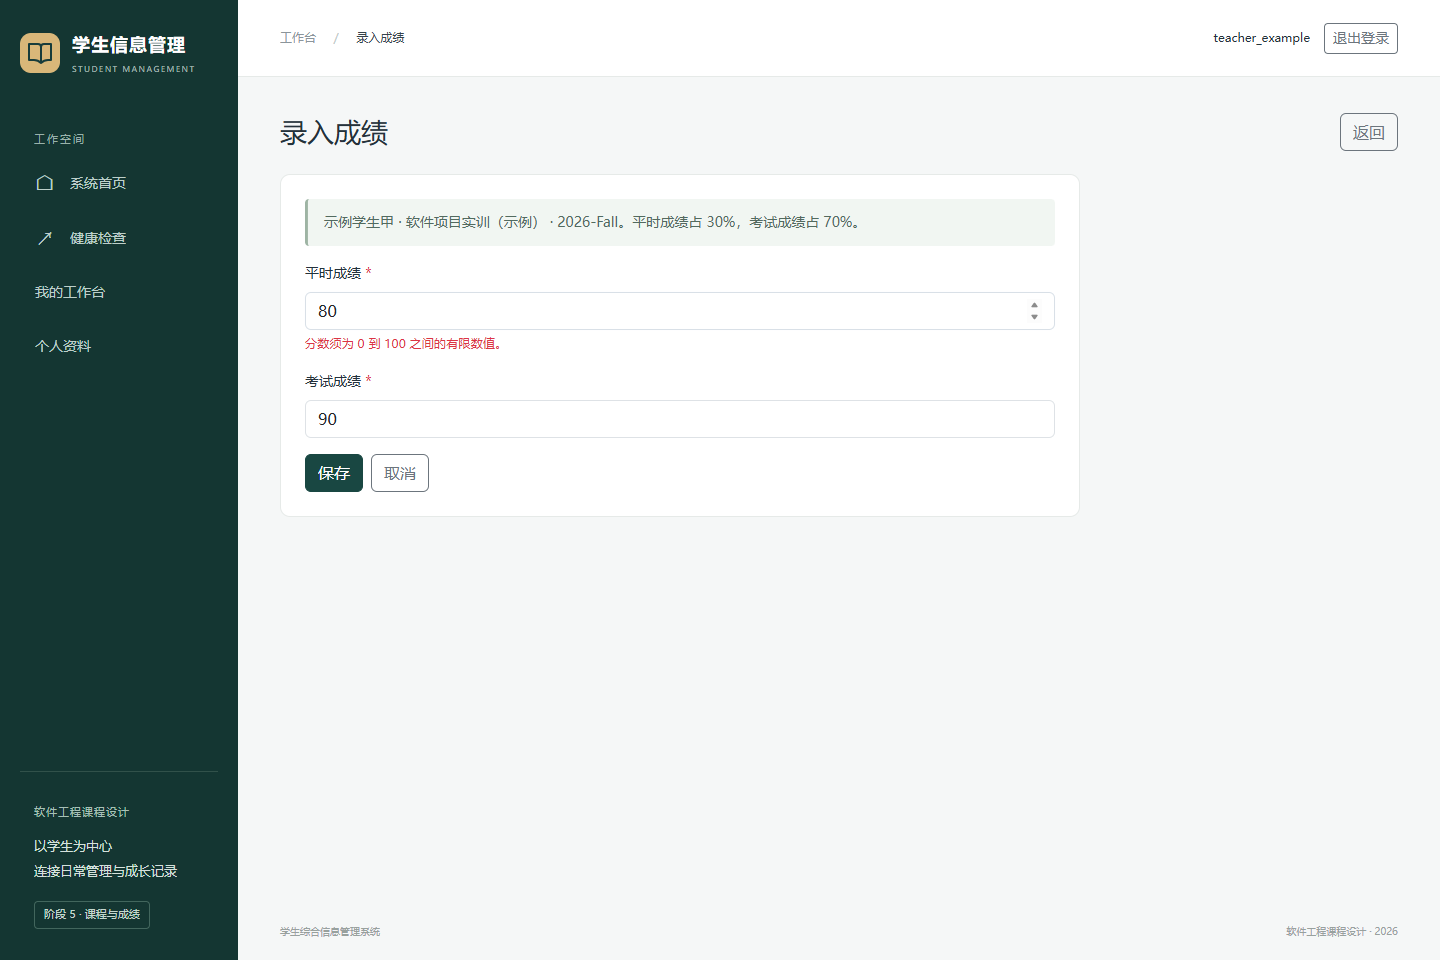 学生信息管理
STUDENT MANAGEMENT
工作空间
系统首页
健康检查
我的工作台
个人资料
软件工程课程设计
以学生为中心
连接日常管理与成长记录
阶段 5 · 课程与成绩
工作台 / 录入成绩
teacher_example
退出登录
录入成绩
返回
示例学生甲 · 软件项目实训（示例） · 2026-Fall。平时成绩占 30%，考试成绩占 70%。
平时成绩 *
80
分数须为 0 到 100 之间的有限数值。
考试成绩 *
90
保存
取消
学生综合信息管理系统
软件工程课程设计 · 2026